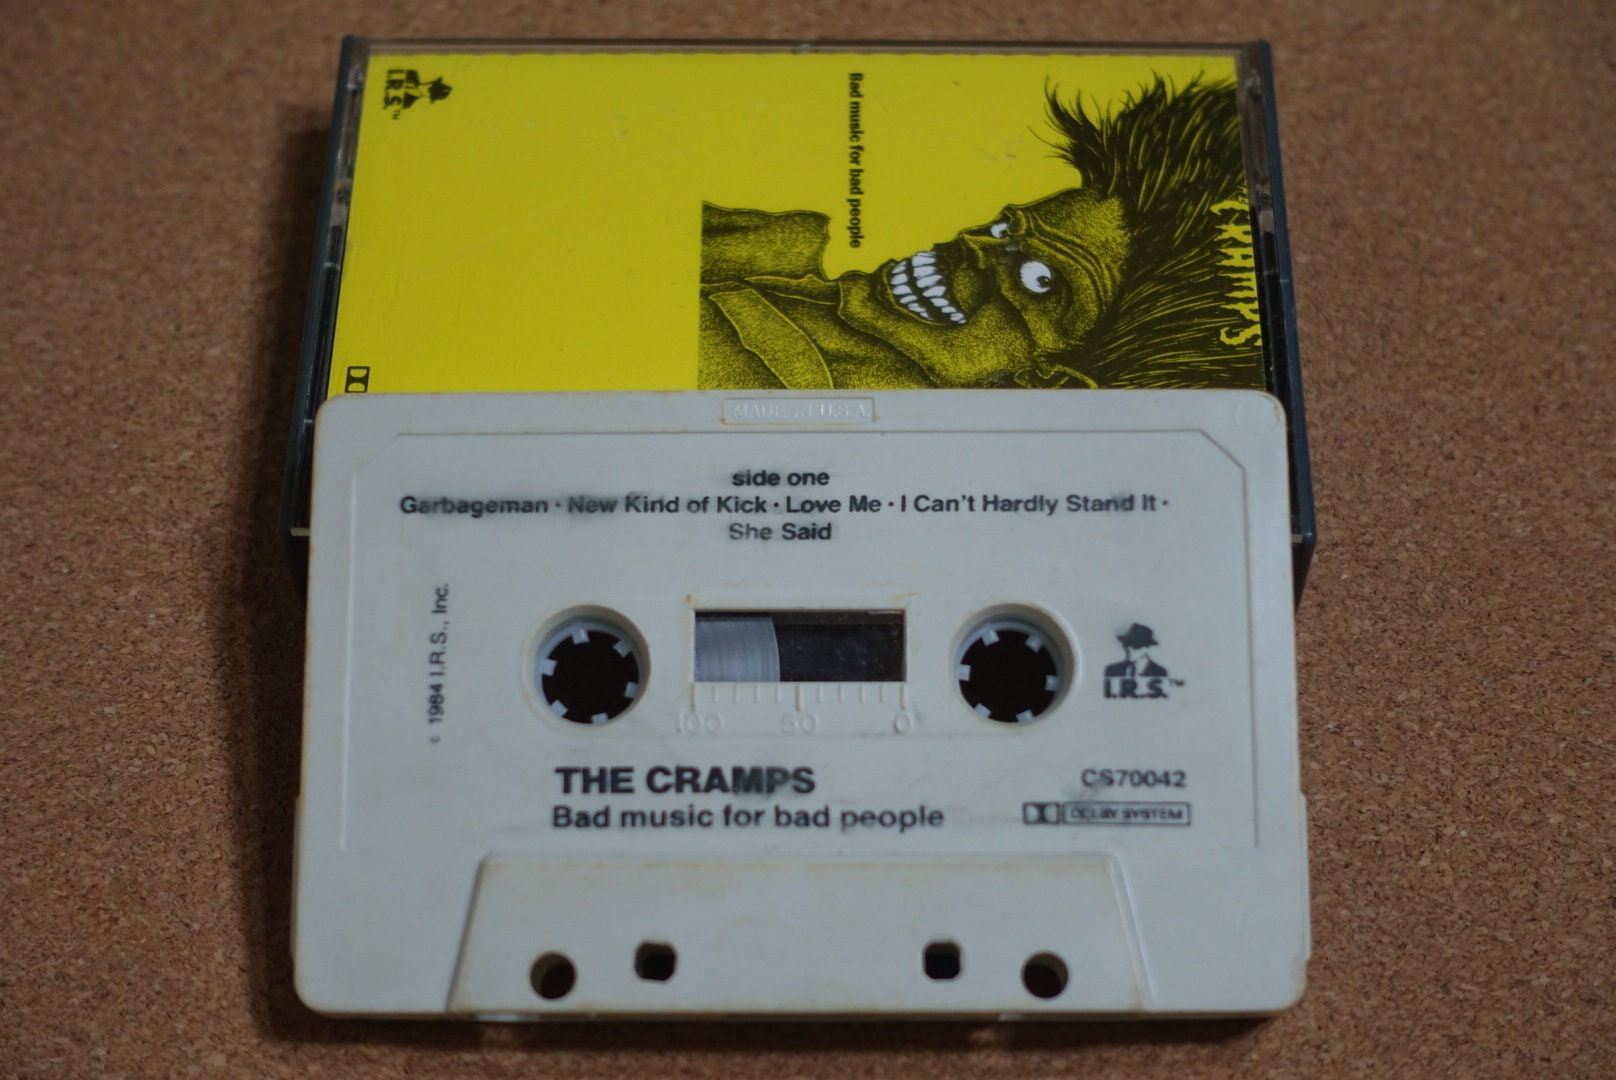 I.R.S.™
Bad music for bad people
CRAMPS
MADE IN U.S.A.
side one
Garbageman · New Kind of Kick · Love Me · I Can't Hardly Stand It ·
She Said
© 1984 I.R.S., Inc.
I.R.S.™
100 50 0
THE CRAMPS
Bad music for bad people
CS70042
DOLBY SYSTEM